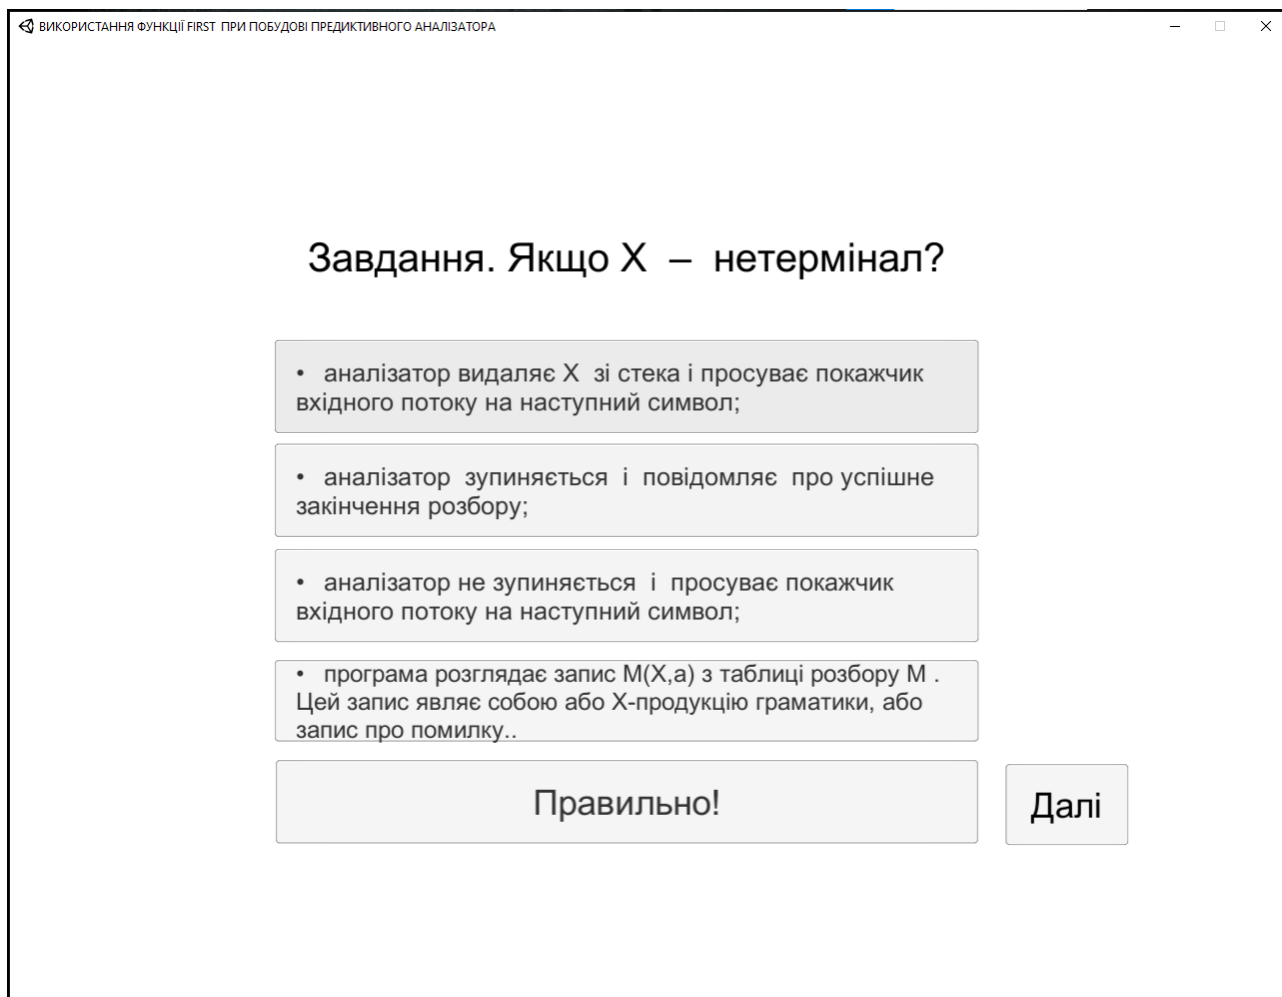 ВИКОРИСТАННЯ ФУНКЦІЇ FIRST ПРИ ПОБУДОВІ ПРЕДИКТИВНОГО АНАЛІЗАТОРА
Завдання. Якщо X – нетермінал?
• аналізатор видаляє X зі стека і просуває покажчик
вхідного потоку на наступний символ;
• аналізатор зупиняється і повідомляє про успішне
закінчення розбору;
• аналізатор не зупиняється і просуває покажчик
вхідного потоку на наступний символ;
• програма розглядає запис M(X,a) з таблиці розбору M .
Цей запис являє собою або X-продукцію граматики, або
запис про помилку..
Правильно!
Далі